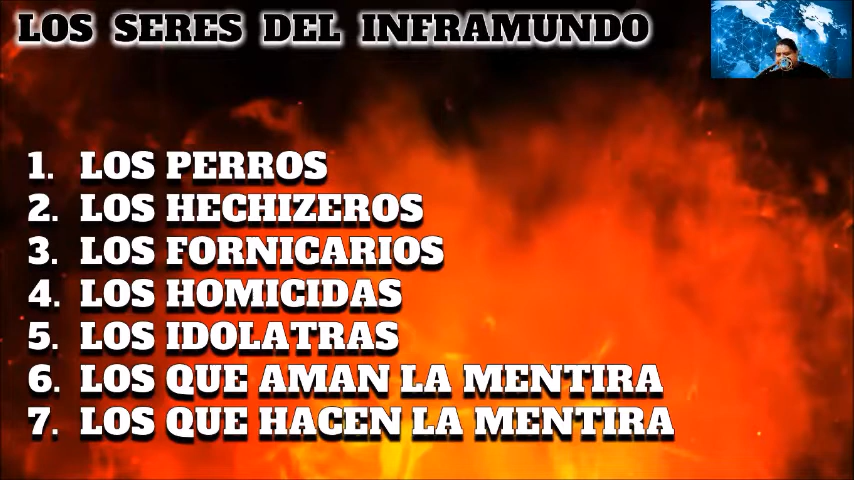 LOS SERES DEL INFRAMUNDO
1. LOS PERROS
2. LOS HECHIZEROS
3. LOS FORNICARIOS
4. LOS HOMICIDAS
5. LOS IDOLATRAS
6. LOS QUE AMAN LA MENTIRA
7. LOS QUE HACEN LA MENTIRA